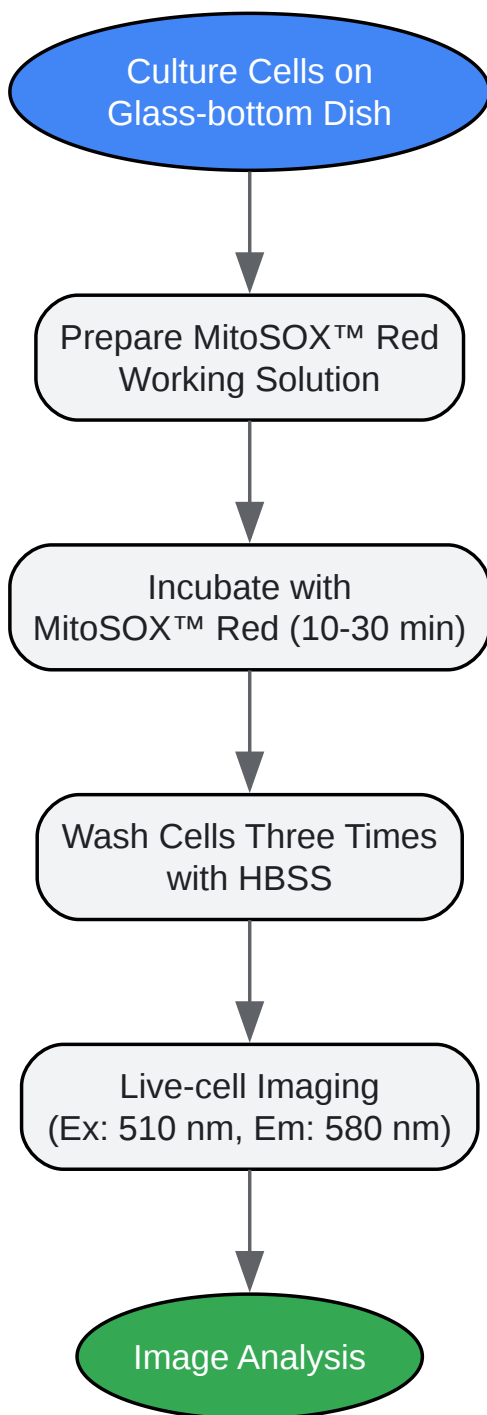 Culture Cells on
Glass-bottom Dish
Prepare MitoSOX™ Red
Working Solution
Incubate with
MitoSOX™ Red (10-30 min)
Wash Cells Three Times
with HBSS
Live-cell Imaging
(Ex: 510 nm, Em: 580 nm)
Image Analysis